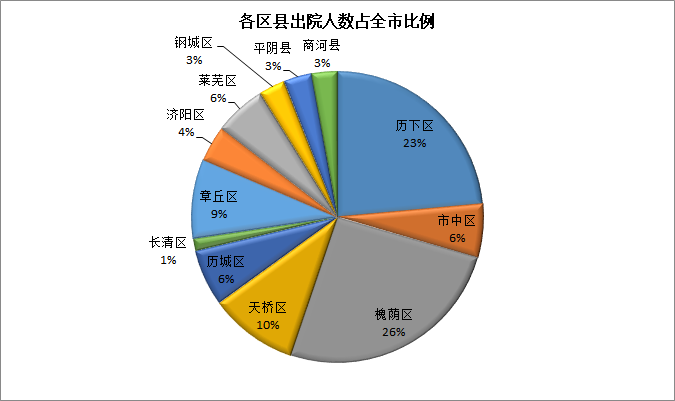 各区县出院人数占全市比例
历下区
23%
市中区
6%
槐荫区
26%
天桥区
10%
历城区
6%
长清区
1%
章丘区
9%
济阳区
4%
莱芜区
6%
钢城区
3%
平阴县
3%
商河县
3%